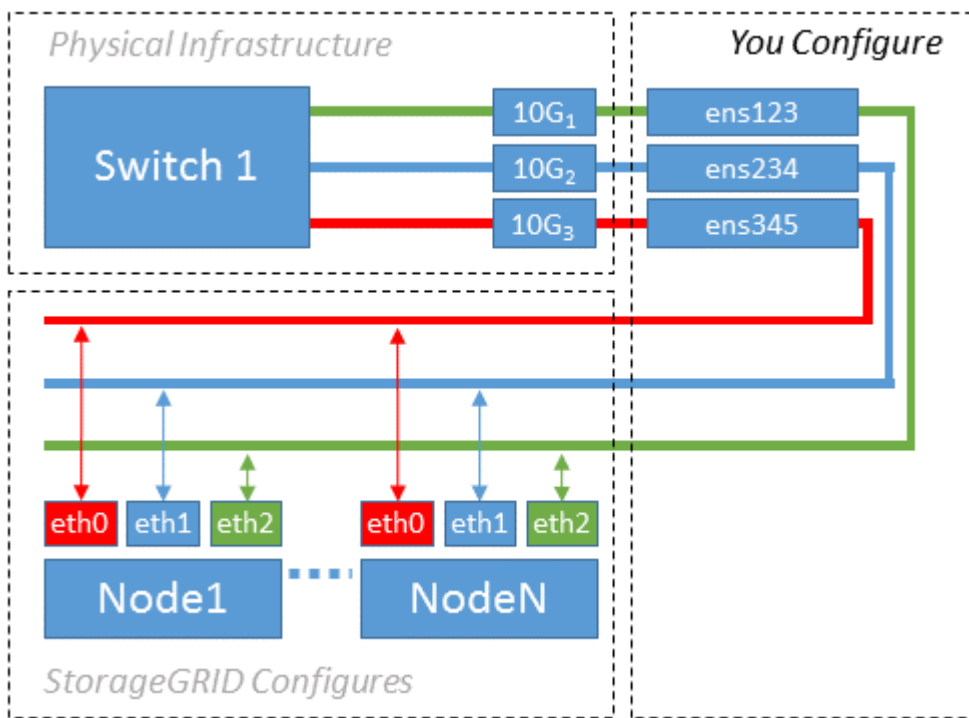 Physical Infrastructure
You Configure
Switch 1
10G₁
ens123
10G₂
ens234
10G₃
ens345
eth0
eth1
eth2
eth0
eth1
eth2
Node1
NodeN
StorageGRID Configures